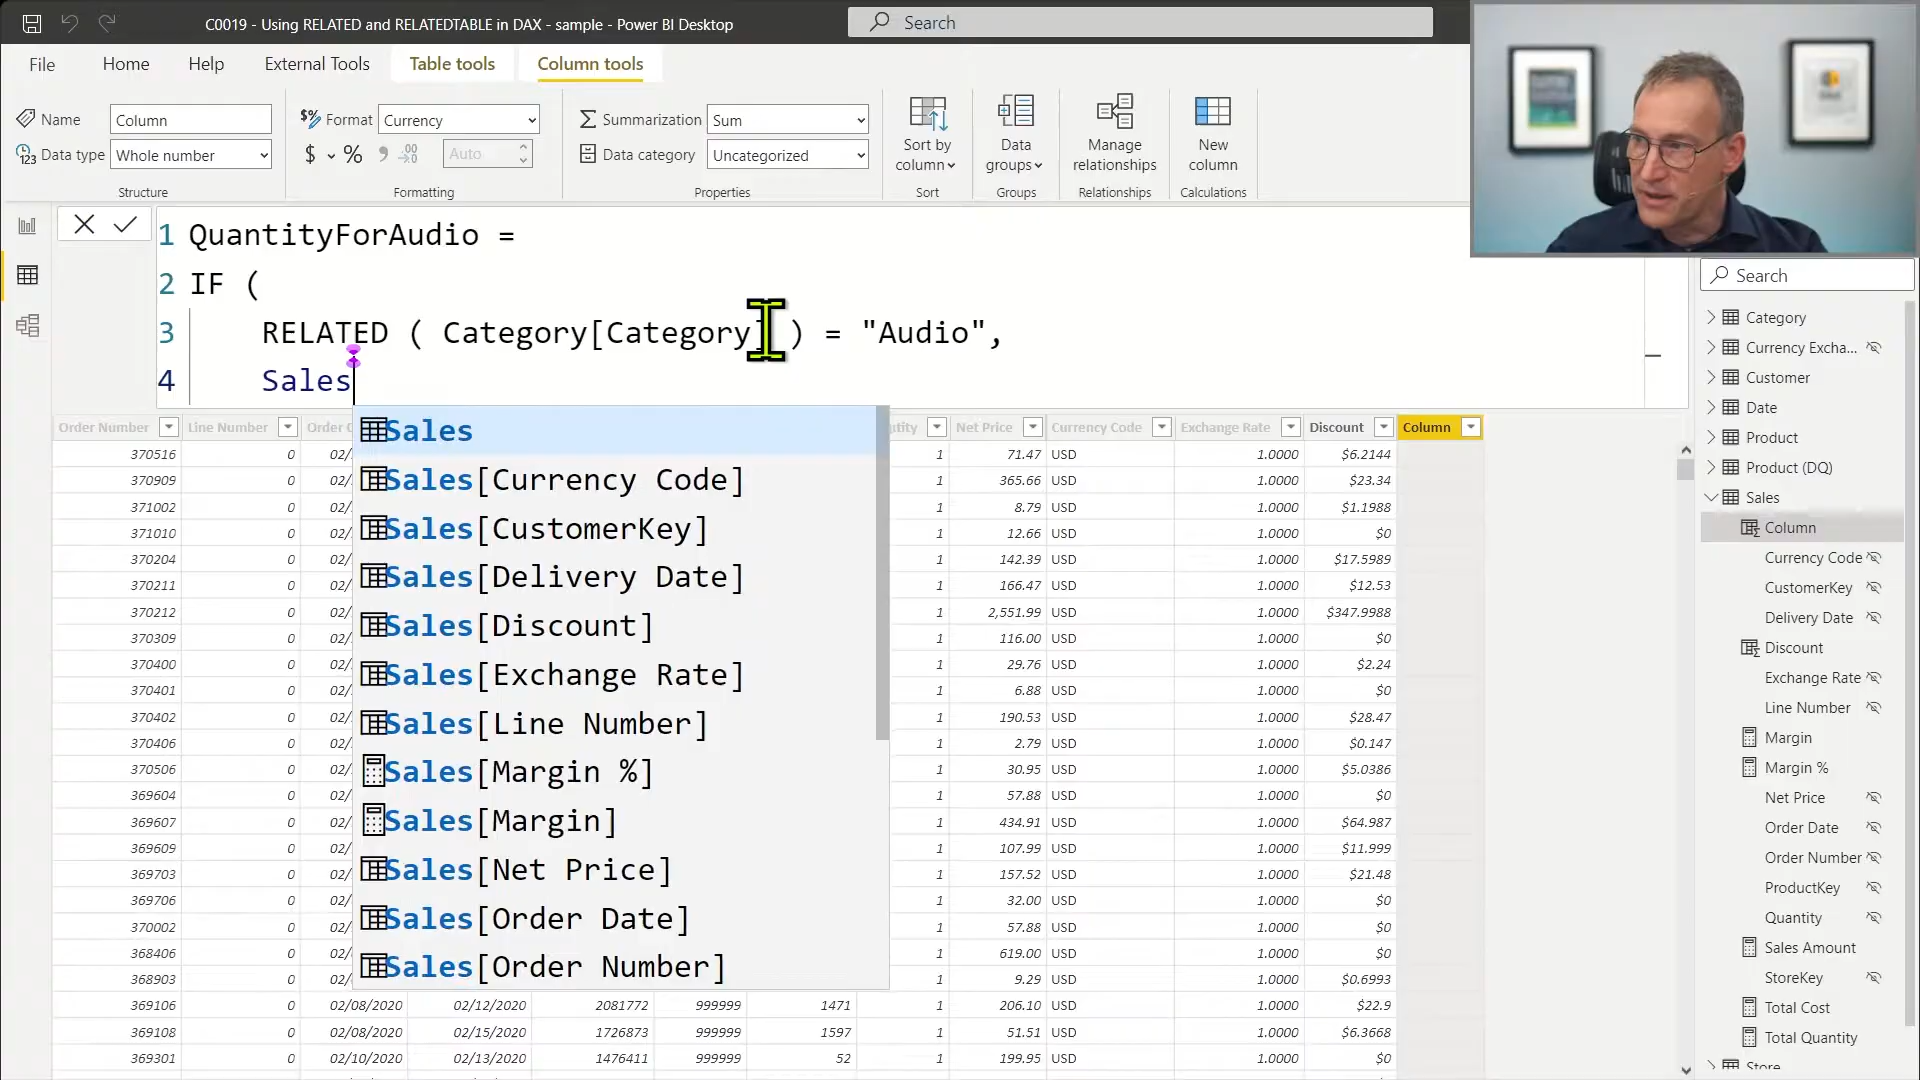 C0019 - Using RELATED and RELATEDTABLE in DAX - sample - Power BI Desktop
Search
File Home Help External Tools Table tools Column tools
Name Column
Data type Whole number
Structure
Format Currency
$ % Auto
Formatting
Summarization Sum
Data category Uncategorized
Properties
Sort by column
Sort
Data groups
Groups
Manage relationships
Relationships
New column
Calculations
1 QuantityForAudio =
2 IF (
3 RELATED ( Category[Category] ) = "Audio",
4 Sales
Sales
Sales[Currency Code]
Sales[CustomerKey]
Sales[Delivery Date]
Sales[Discount]
Sales[Exchange Rate]
Sales[Line Number]
Sales[Margin %]
Sales[Margin]
Sales[Net Price]
Sales[Order Date]
Sales[Order Number]
Order Number Line Number Net Price Currency Code Exchange Rate Discount Column
370516 0 02/ 1 71.47 USD 1.0000 $6.2144
370909 0 02/ 1 365.66 USD 1.0000 $23.34
371002 0 02/ 1 8.79 USD 1.0000 $1.1988
371010 0 02/ 1 12.66 USD 1.0000 $0
370204 0 02/ 1 142.39 USD 1.0000 $17.5989
370211 0 02/ 1 166.47 USD 1.0000 $12.53
370212 0 02/ 1 2,551.99 USD 1.0000 $347.9988
370309 0 02/ 1 116.00 USD 1.0000 $0
370400 0 02/ 1 29.76 USD 1.0000 $2.24
370401 0 02/ 1 6.88 USD 1.0000 $0
370402 0 02/ 1 190.53 USD 1.0000 $28.47
370406 0 02/ 1 2.79 USD 1.0000 $0.147
370506 0 02/ 1 30.95 USD 1.0000 $5.0386
369604 0 02/ 1 57.88 USD 1.0000 $0
369607 0 02/ 1 434.91 USD 1.0000 $64.987
369609 0 02/ 1 107.99 USD 1.0000 $11.999
369703 0 02/ 1 157.52 USD 1.0000 $21.48
369706 0 02/ 1 32.00 USD 1.0000 $0
370002 0 02/ 1 57.88 USD 1.0000 $0
368406 0 02/ 1 619.00 USD 1.0000 $0
368903 0 1 9.29 USD 1.0000 $0.6993
369106 0 02/08/2020 02/12/2020 2081772 999999 1471 1 206.10 USD 1.0000 $22.9
369108 0 02/08/2020 02/15/2020 1726873 999999 1597 1 51.51 USD 1.0000 $6.3668
369301 0 02/10/2020 02/13/2020 1476411 999999 52 1 199.95 USD 1.0000 $0
Search
Category
Currency Excha...
Customer
Date
Product
Product (DQ)
Sales
Column
Currency Code
CustomerKey
Delivery Date
Discount
Exchange Rate
Line Number
Margin
Margin %
Net Price
Order Date
Order Number
ProductKey
Quantity
Sales Amount
StoreKey
Total Cost
Total Quantity
Store